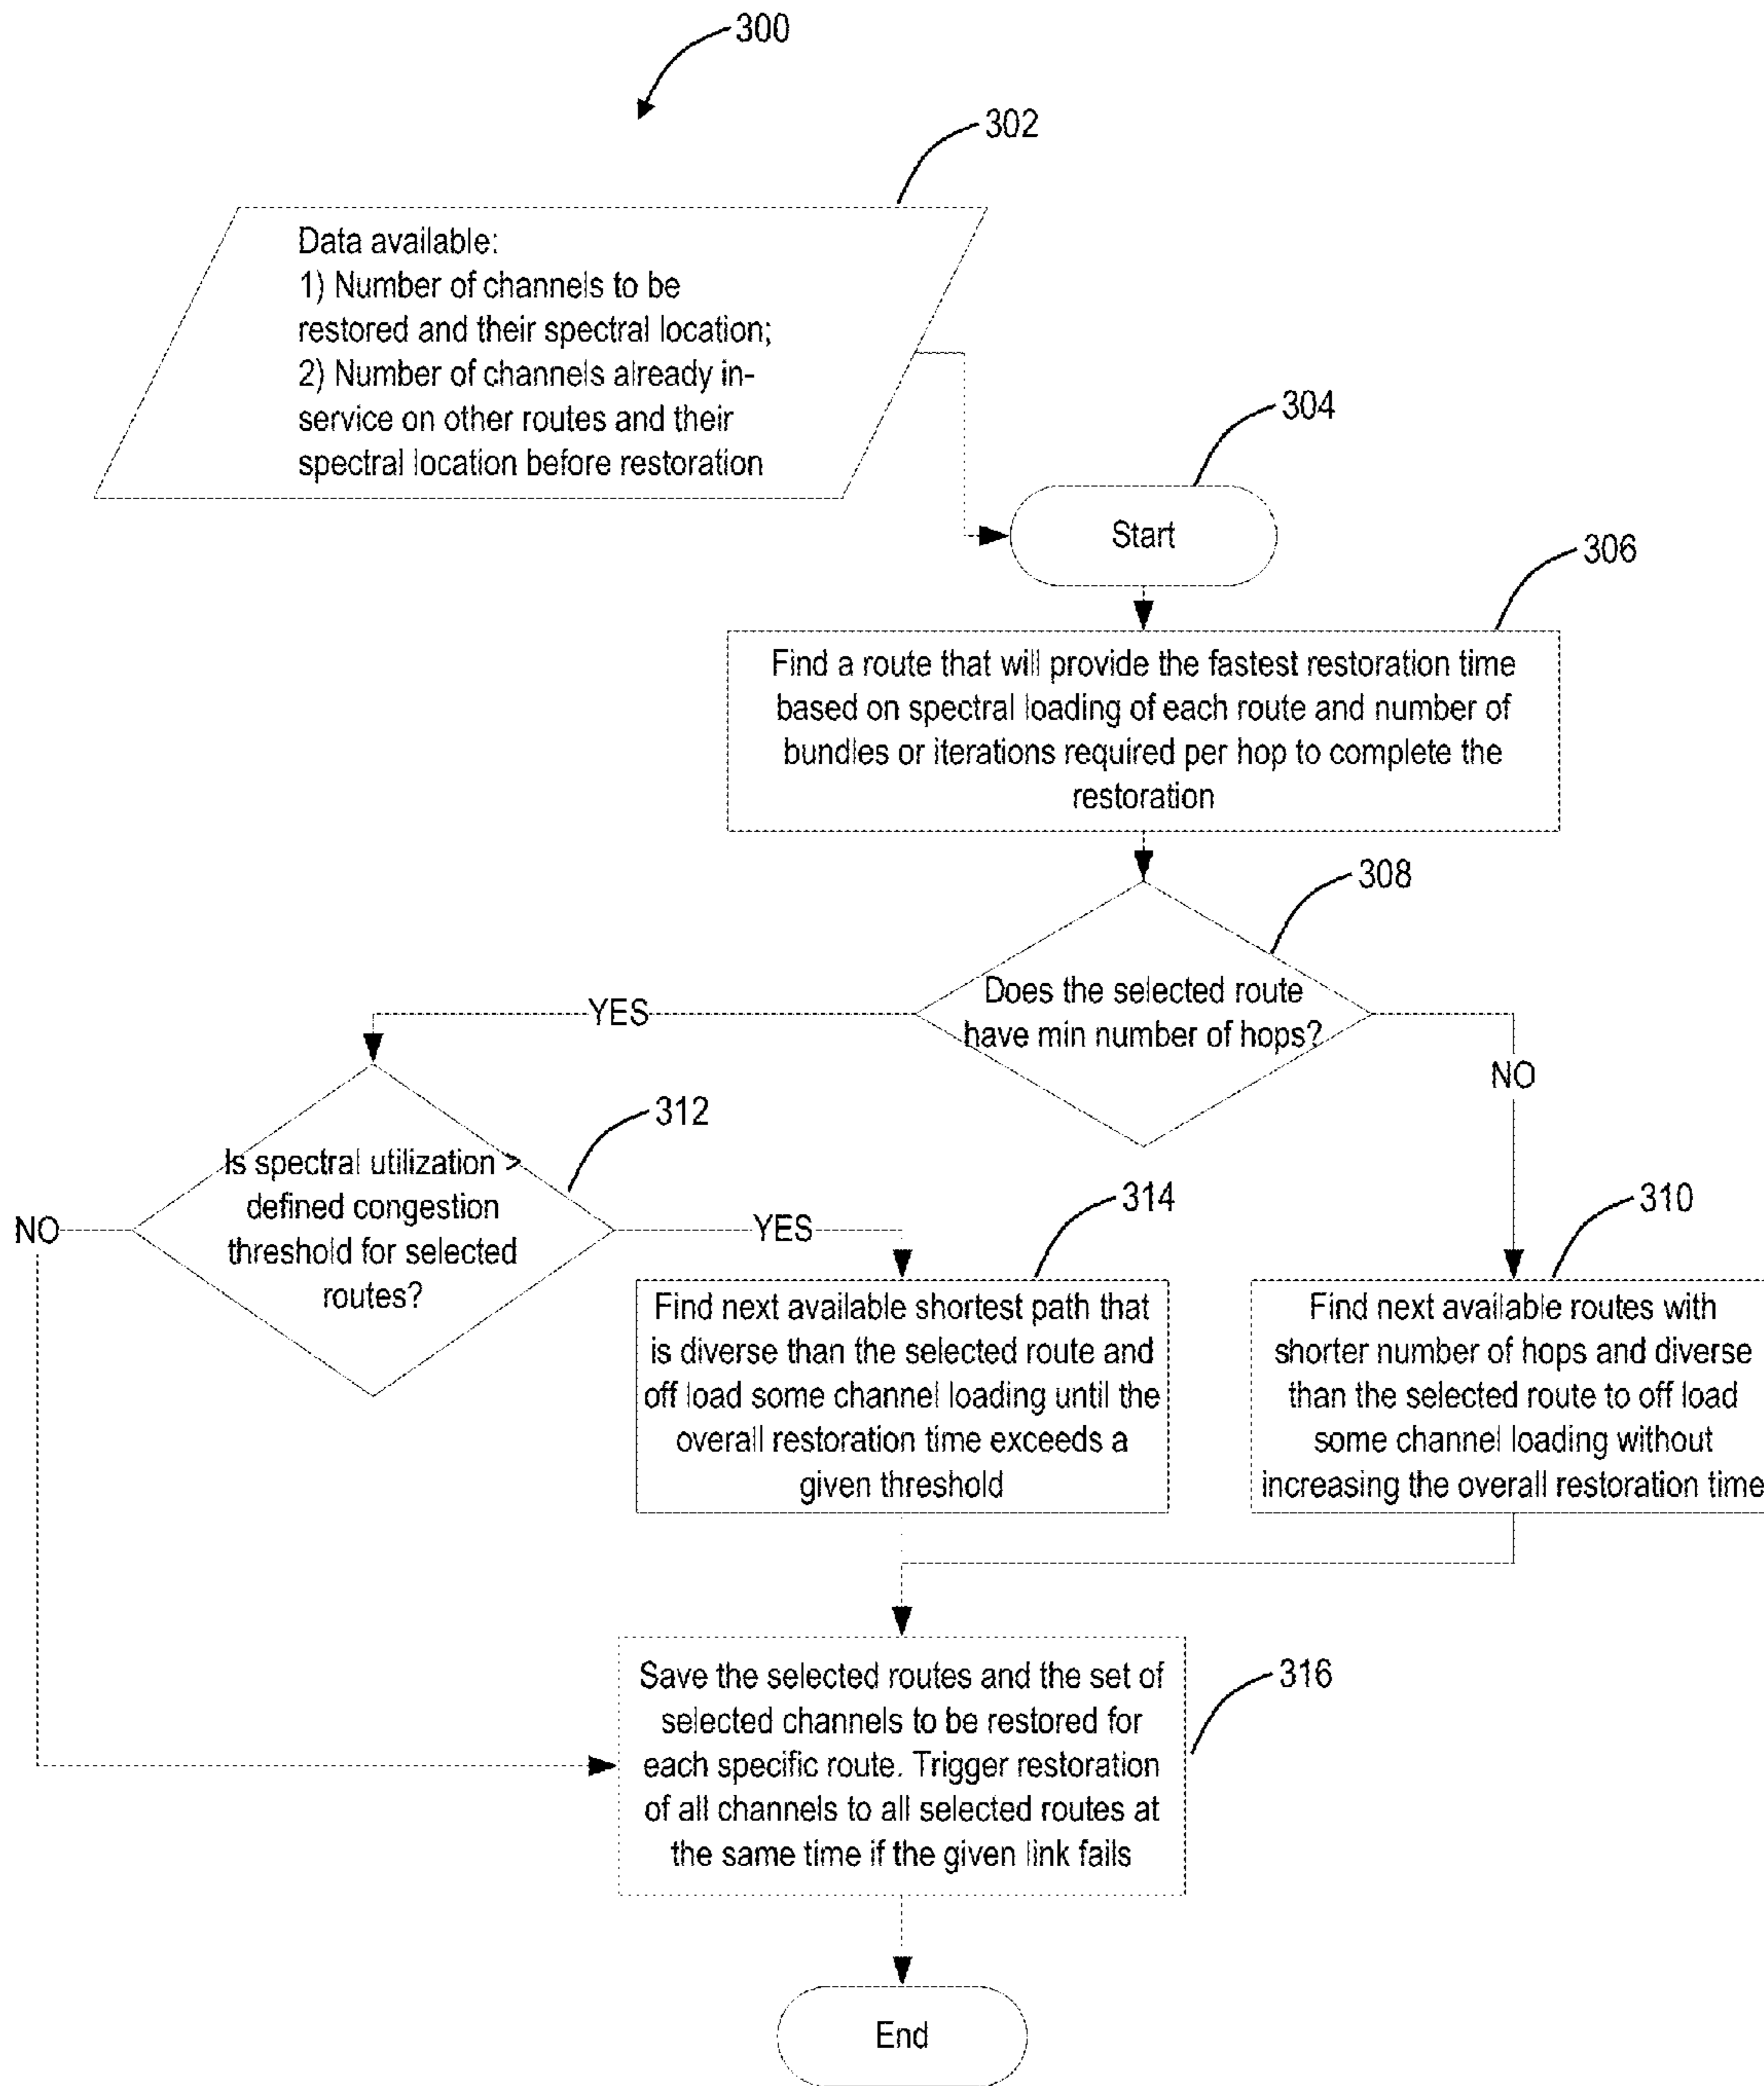 300
302
Data available:
1) Number of channels to be
restored and their spectral location;
2) Number of channels already in-
service on other routes and their
spectral location before restoration
304
Start
306
Find a route that will provide the fastest restoration time
based on spectral loading of each route and number of
bundles or iterations required per hop to complete the
restoration
308
Does the selected route
have min number of hops?
YES
NO
312
Is spectral utilization >
defined congestion
threshold for selected
routes?
NO
YES
314
Find next available shortest path that
is diverse than the selected route and
off load some channel loading until the
overall restoration time exceeds a
given threshold
310
Find next available routes with
shorter number of hops and diverse
than the selected route to off load
some channel loading without
increasing the overall restoration time
316
Save the selected routes and the set of
selected channels to be restored for
each specific route. Trigger restoration
of all channels to all selected routes at
the same time if the given link fails
End